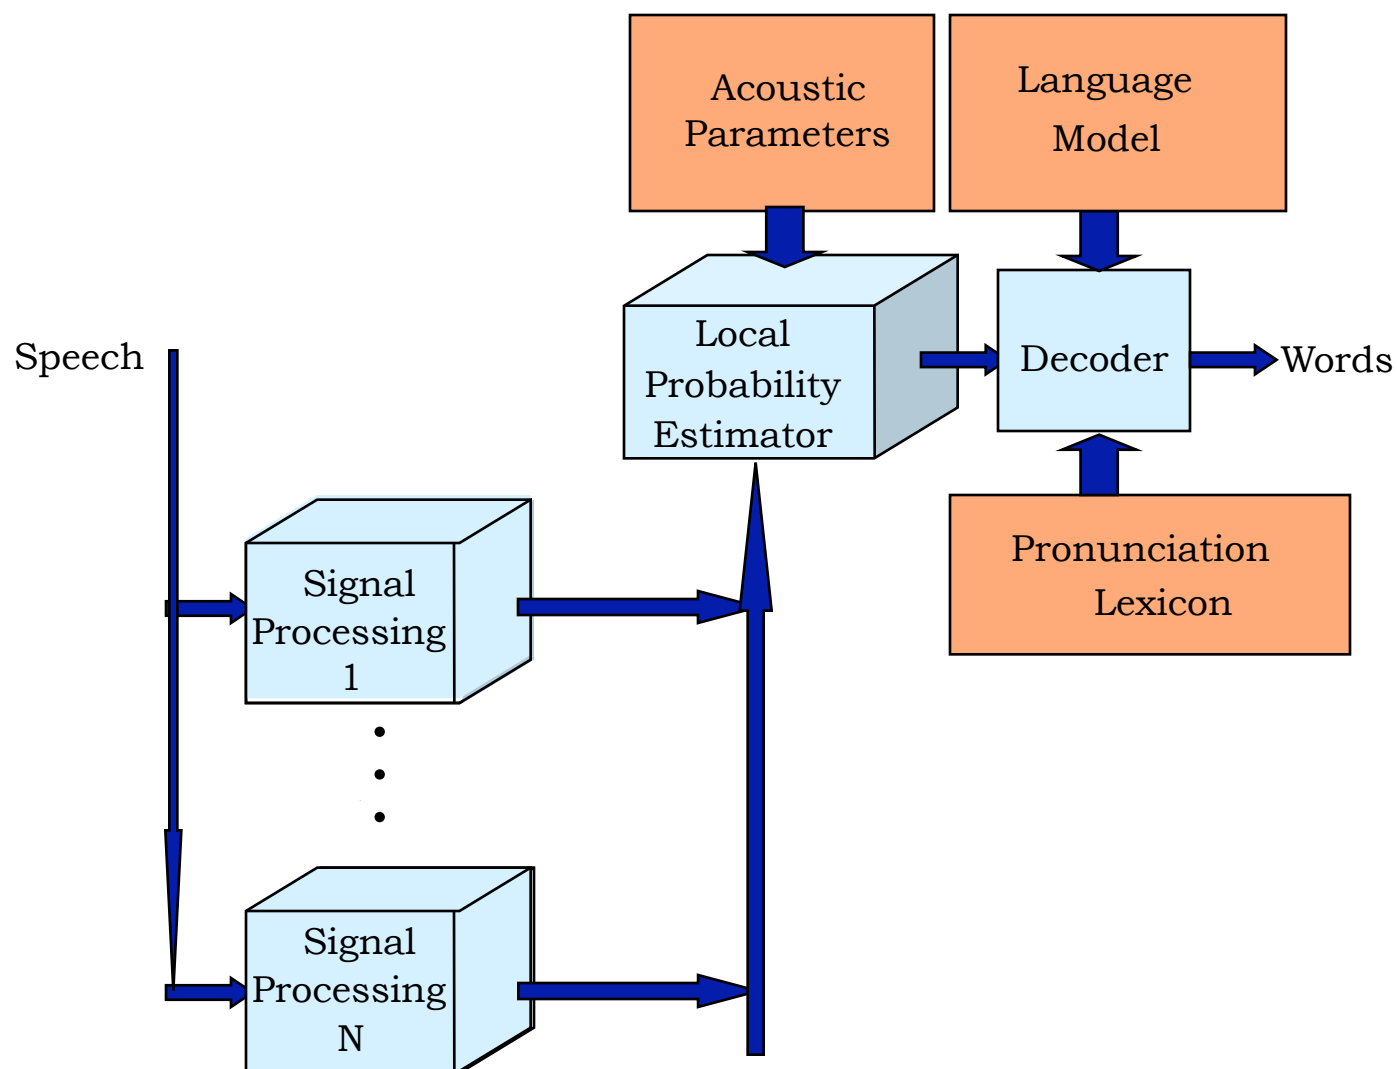 Acoustic
Parameters
Language
Model
Speech
Local
Probability
Estimator
Decoder
Words
Signal
Processing
1
Pronunciation
Lexicon
Signal
Processing
N